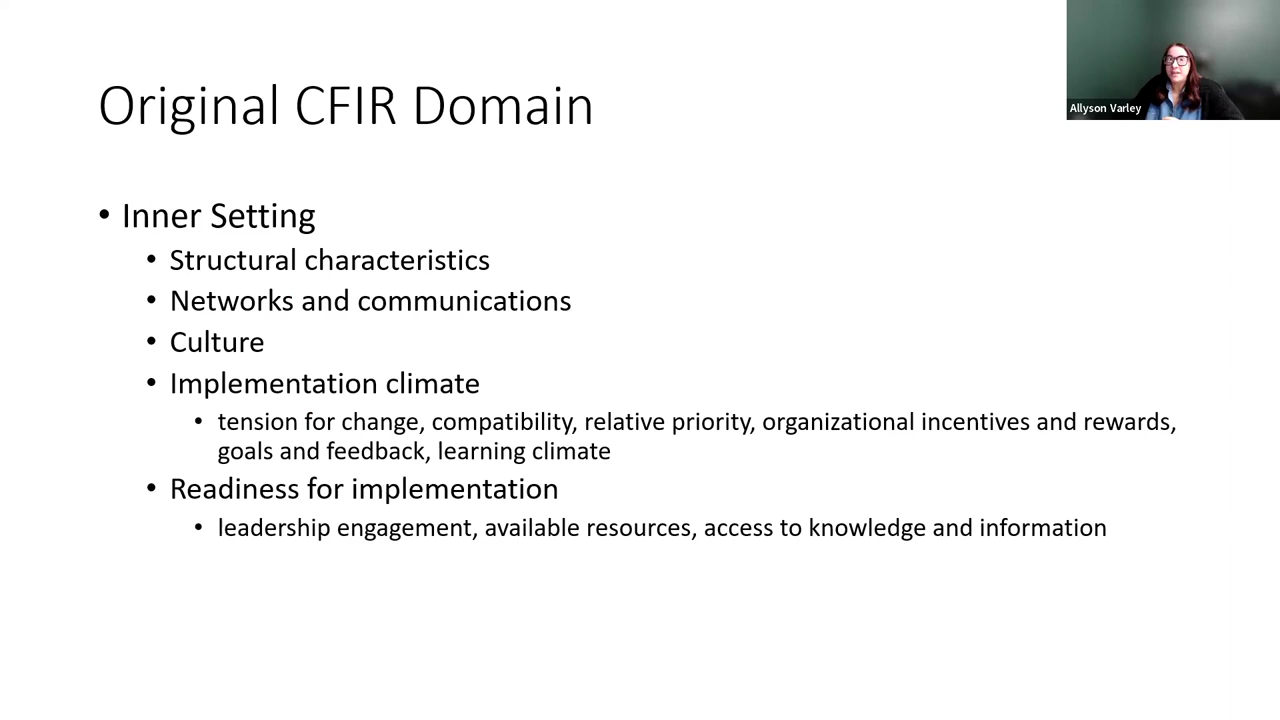 Allyson Varley
Original CFIR Domain
• Inner Setting
• Structural characteristics
• Networks and communications
• Culture
• Implementation climate
• tension for change, compatibility, relative priority, organizational incentives and rewards,
goals and feedback, learning climate
• Readiness for implementation
• leadership engagement, available resources, access to knowledge and information